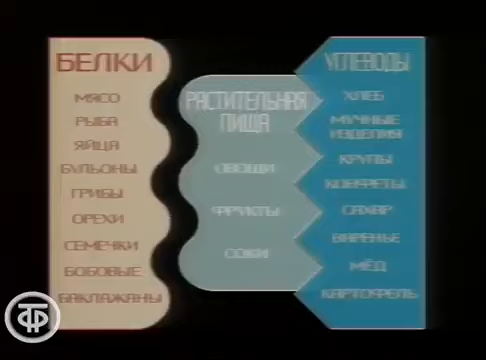 БЕЛКИ
МЯСО
РЫБА
ЯЙЦА
БУЛЬОНЫ
ГРИБЫ
ОРЕХИ
СЕМЕЧКИ
БОБОВЫЕ
БАКЛАЖАНЫ
РАСТИТЕЛЬНАЯ
ПИЩА
ОВОЩИ
ФРУКТЫ
СОКИ
УГЛЕВОДЫ
ХЛЕБ
МУЧНЫЕ
ИЗДЕЛИЯ
КРУПЫ
КОНФЕТЫ
САХАР
ВАРЕНЬЕ
МЁД
КАРТОФЕЛЬ